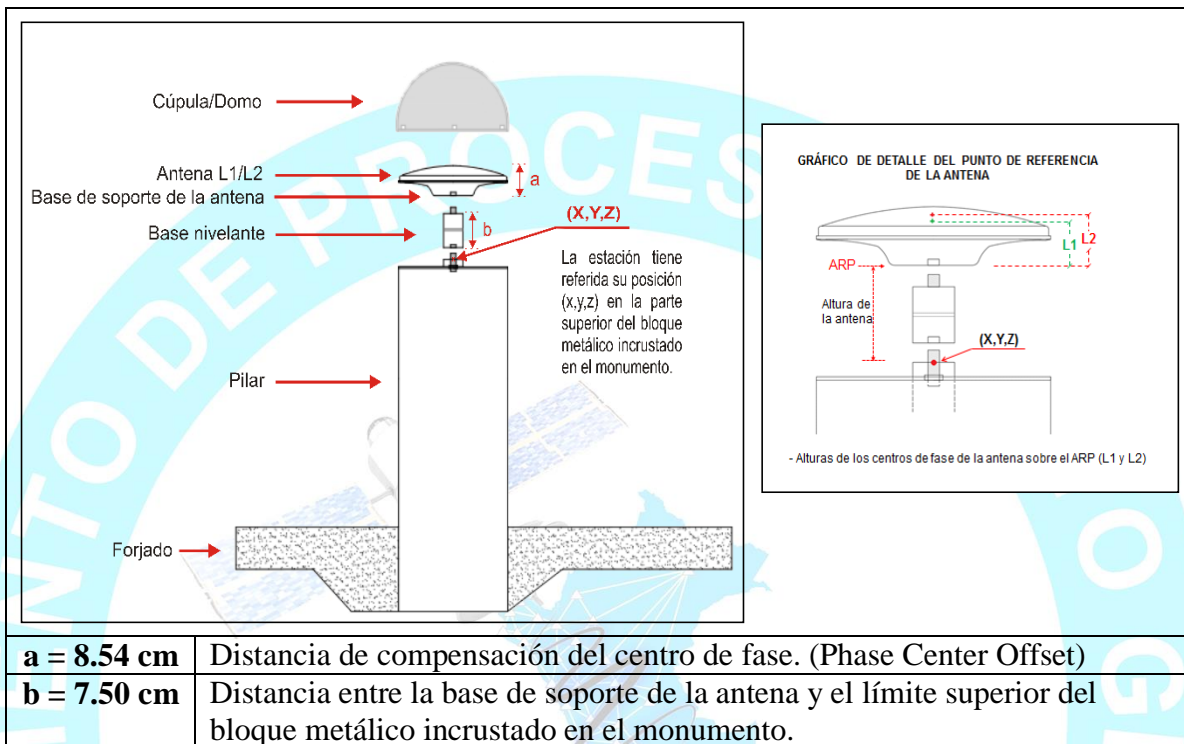 Cúpula/Domo
Antena L1/L2
Base de soporte de la antena
Base nivelante
a
b
(X,Y,Z)
La estación tiene
referida su posición
(x,y,z) en la parte
superior del bloque
metálico incrustado
en el monumento.
Pilar
Forjado
GRÁFICO DE DETALLE DEL PUNTO DE REFERENCIA
DE LA ANTENA
L1
L2
ARP
Altura de
la antena
(X,Y,Z)
- Alturas de los centros de fase de la antena sobre el ARP (L1 y L2)
a = 8.54 cm Distancia de compensación del centro de fase. (Phase Center Offset)
b = 7.50 cm Distancia entre la base de soporte de la antena y el límite superior del
bloque metálico incrustado en el monumento.
DE PROCES